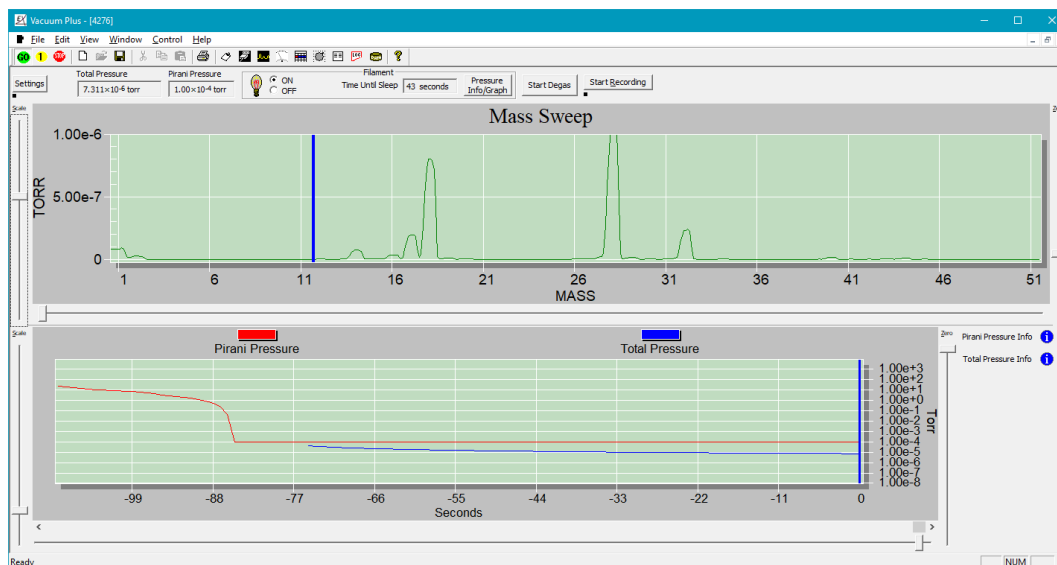 Vacuum Plus - [4276]
File Edit View Window Control Help
GO 1 STOP
Settings
Total Pressure Pirani Pressure
7.311×10-6 torr 1.00×10-4 torr
ON
OFF
Filament
Time Until Sleep 43 seconds
Pressure
Info/Graph
Start Degas
Start Recording
Scale
Mass Sweep
1.00e-6
5.00e-7
0
TORR
1 6 11 16 21 26 31 36 41 46 51
MASS
Scale
Pirani Pressure Total Pressure
Zero
Pirani Pressure Info
Total Pressure Info
1.00e+3
1.00e+2
1.00e+1
1.00e+0
1.00e-1
1.00e-2
1.00e-3
1.00e-4
1.00e-5
1.00e-6
1.00e-7
1.00e-8
Torr
-99 -88 -77 -66 -55 -44 -33 -22 -11 0
Seconds
Ready
NUM